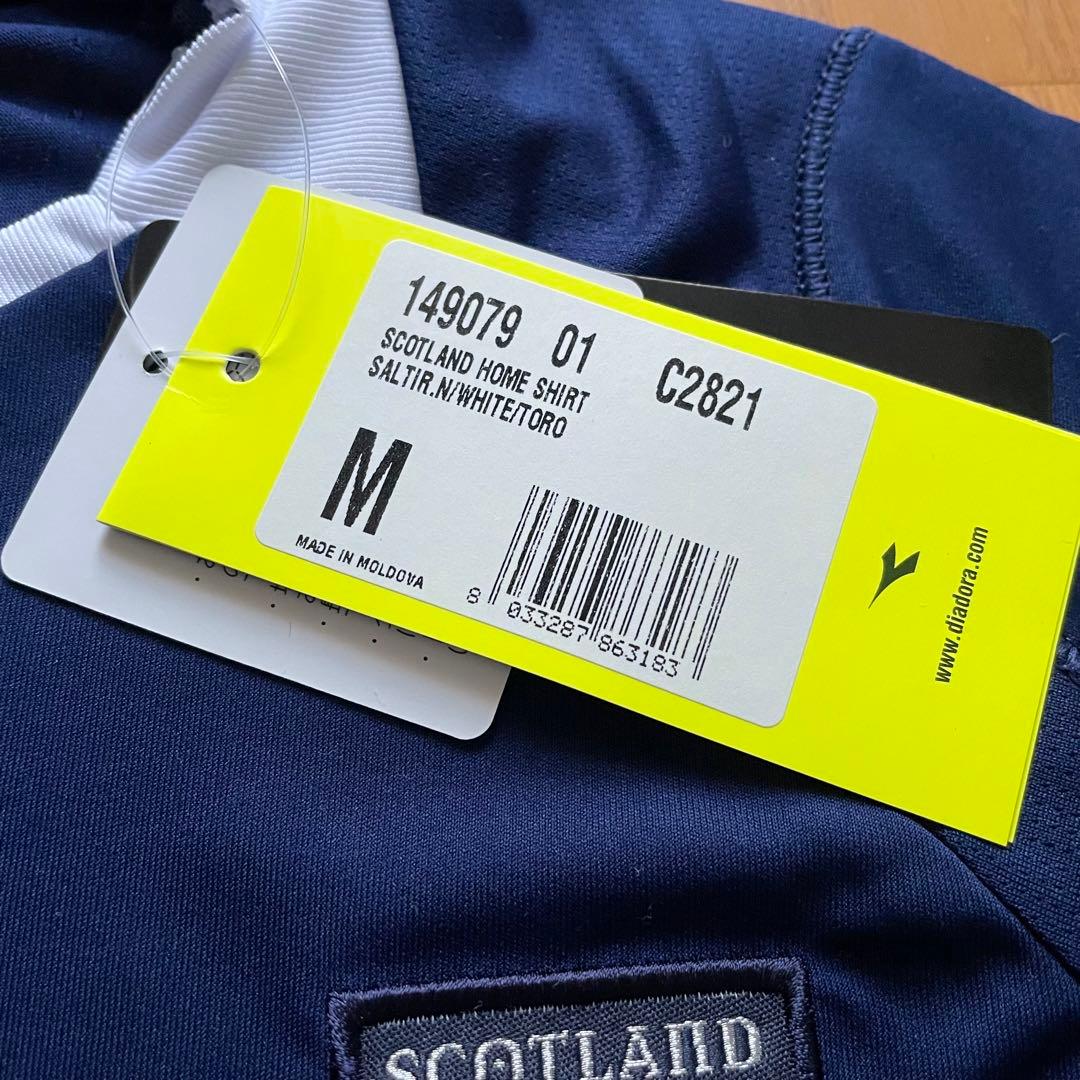 149079 01 C2821
SCOTLAND HOME SHIRT
SALTIR.N/WHITE/TORO
M
MADE IN MOLDOVA
8 033287 863183
www.diadora.com
SCOTLAND